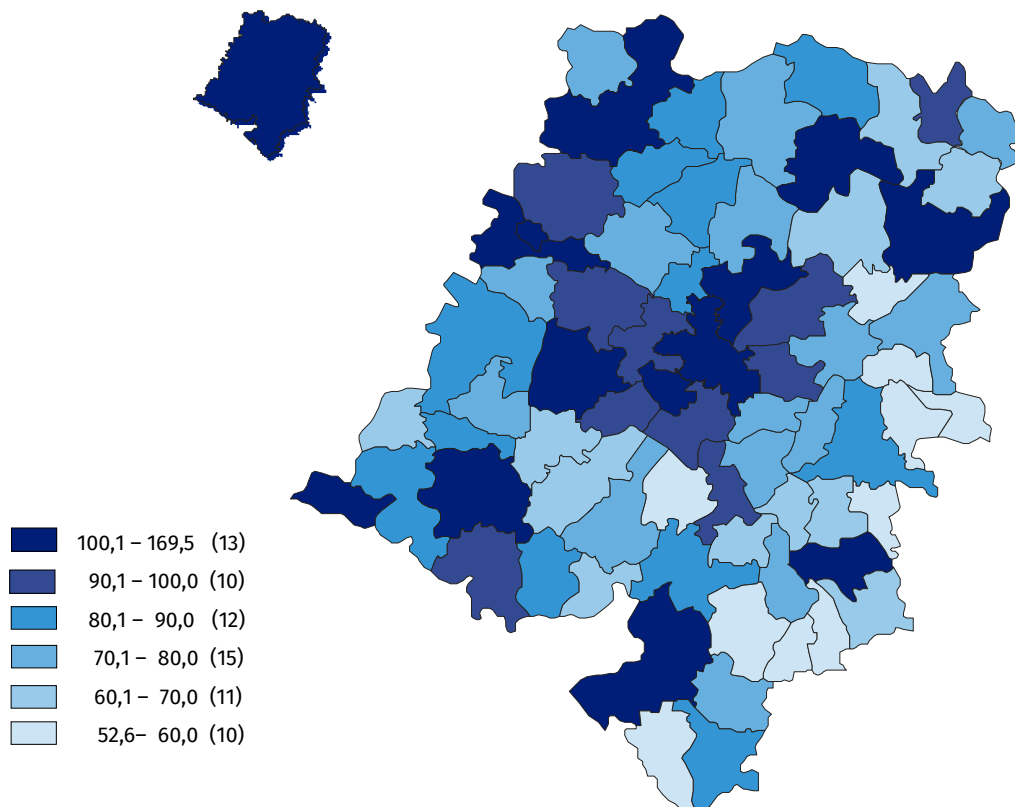 100,1 – 169,5 (13)
90,1 – 100,0 (10)
80,1 – 90,0 (12)
70,1 – 80,0 (15)
60,1 – 70,0 (11)
52,6 – 60,0 (10)